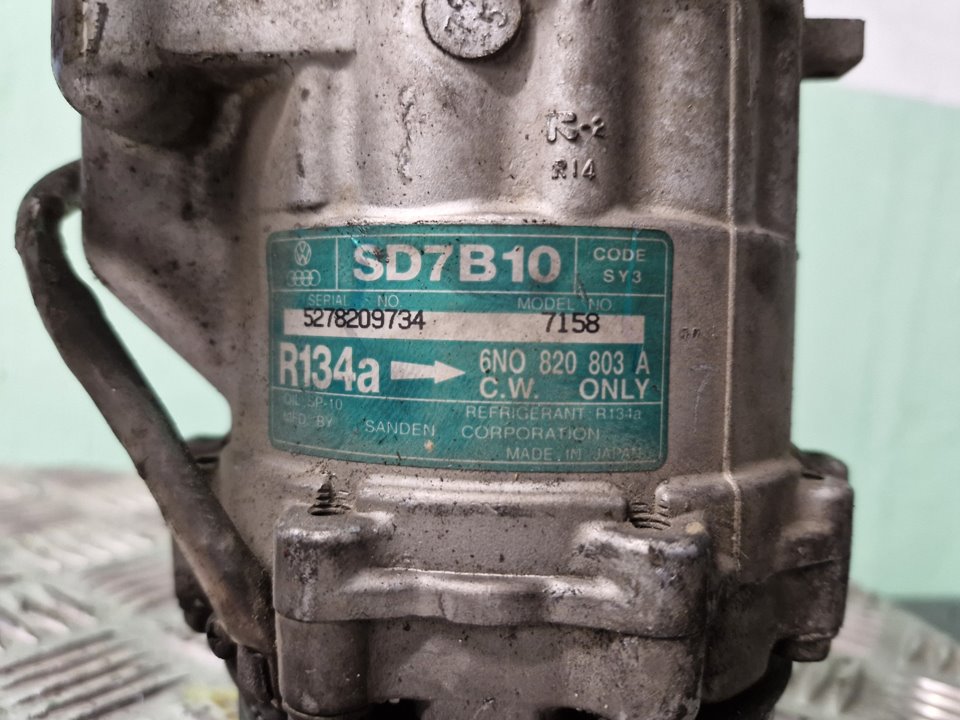 R-2
R14
SD7B10
CODE
SY3
SERIAL NO.
MODEL NO.
5278209734 7158
R134a
6N0 820 803 A
C.W. ONLY
OIL SP-10
REFRIGERANT R134a
MFD BY SANDEN CORPORATION
MADE IN JAPAN